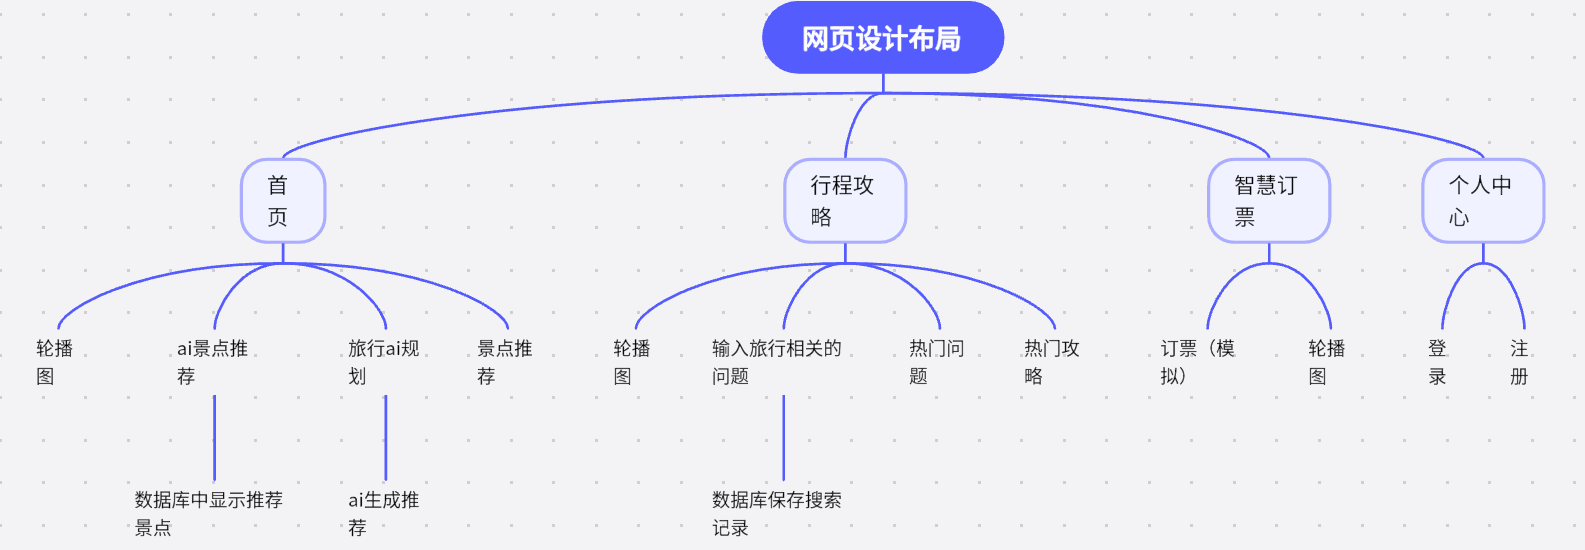 网页设计布局
首
页
行程攻
略
智慧订
票
个人中
心
轮播
图
ai景点推
荐
旅行ai规
划
景点推
荐
轮播
图
输入旅行相关的
问题
热门问
题
热门攻
略
订票（模
拟）
轮播
图
登
录
注
册
数据库中显示推荐
景点
ai生成推
荐
数据库保存搜索
记录